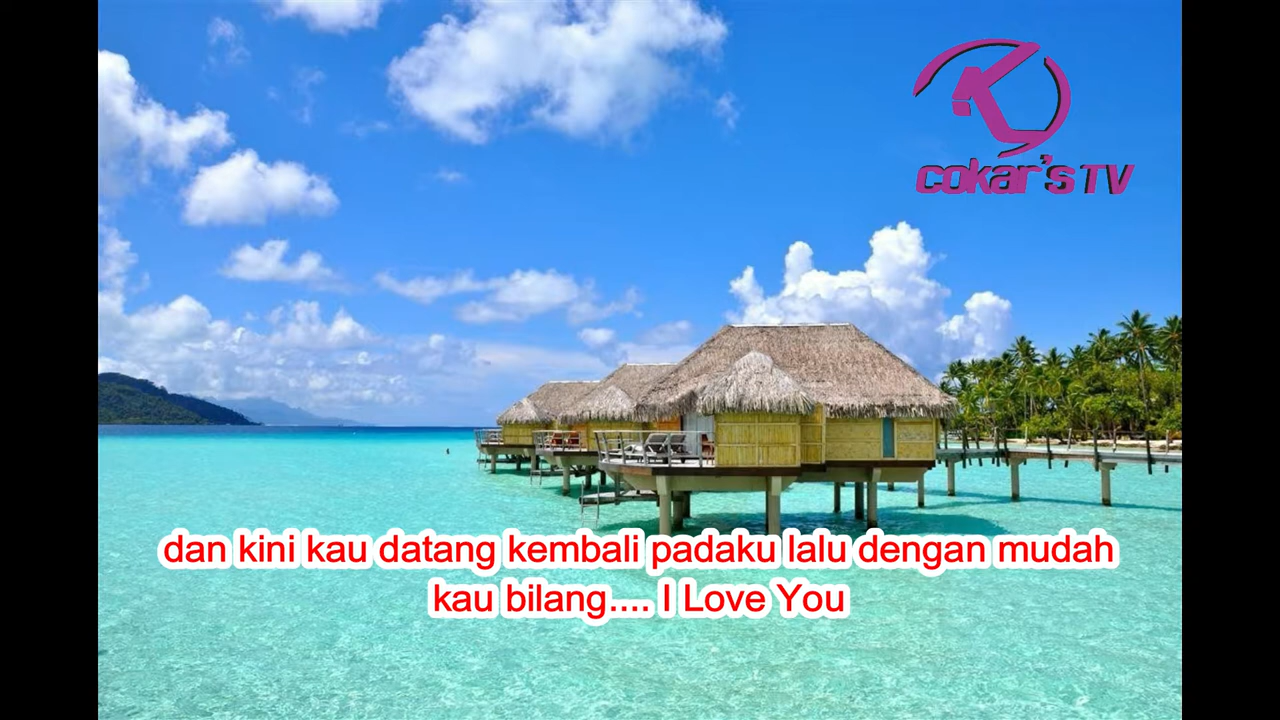 cokar's TV
dan kini kau datang kembali padaku lalu dengan mudah
kau bilang.... I Love You